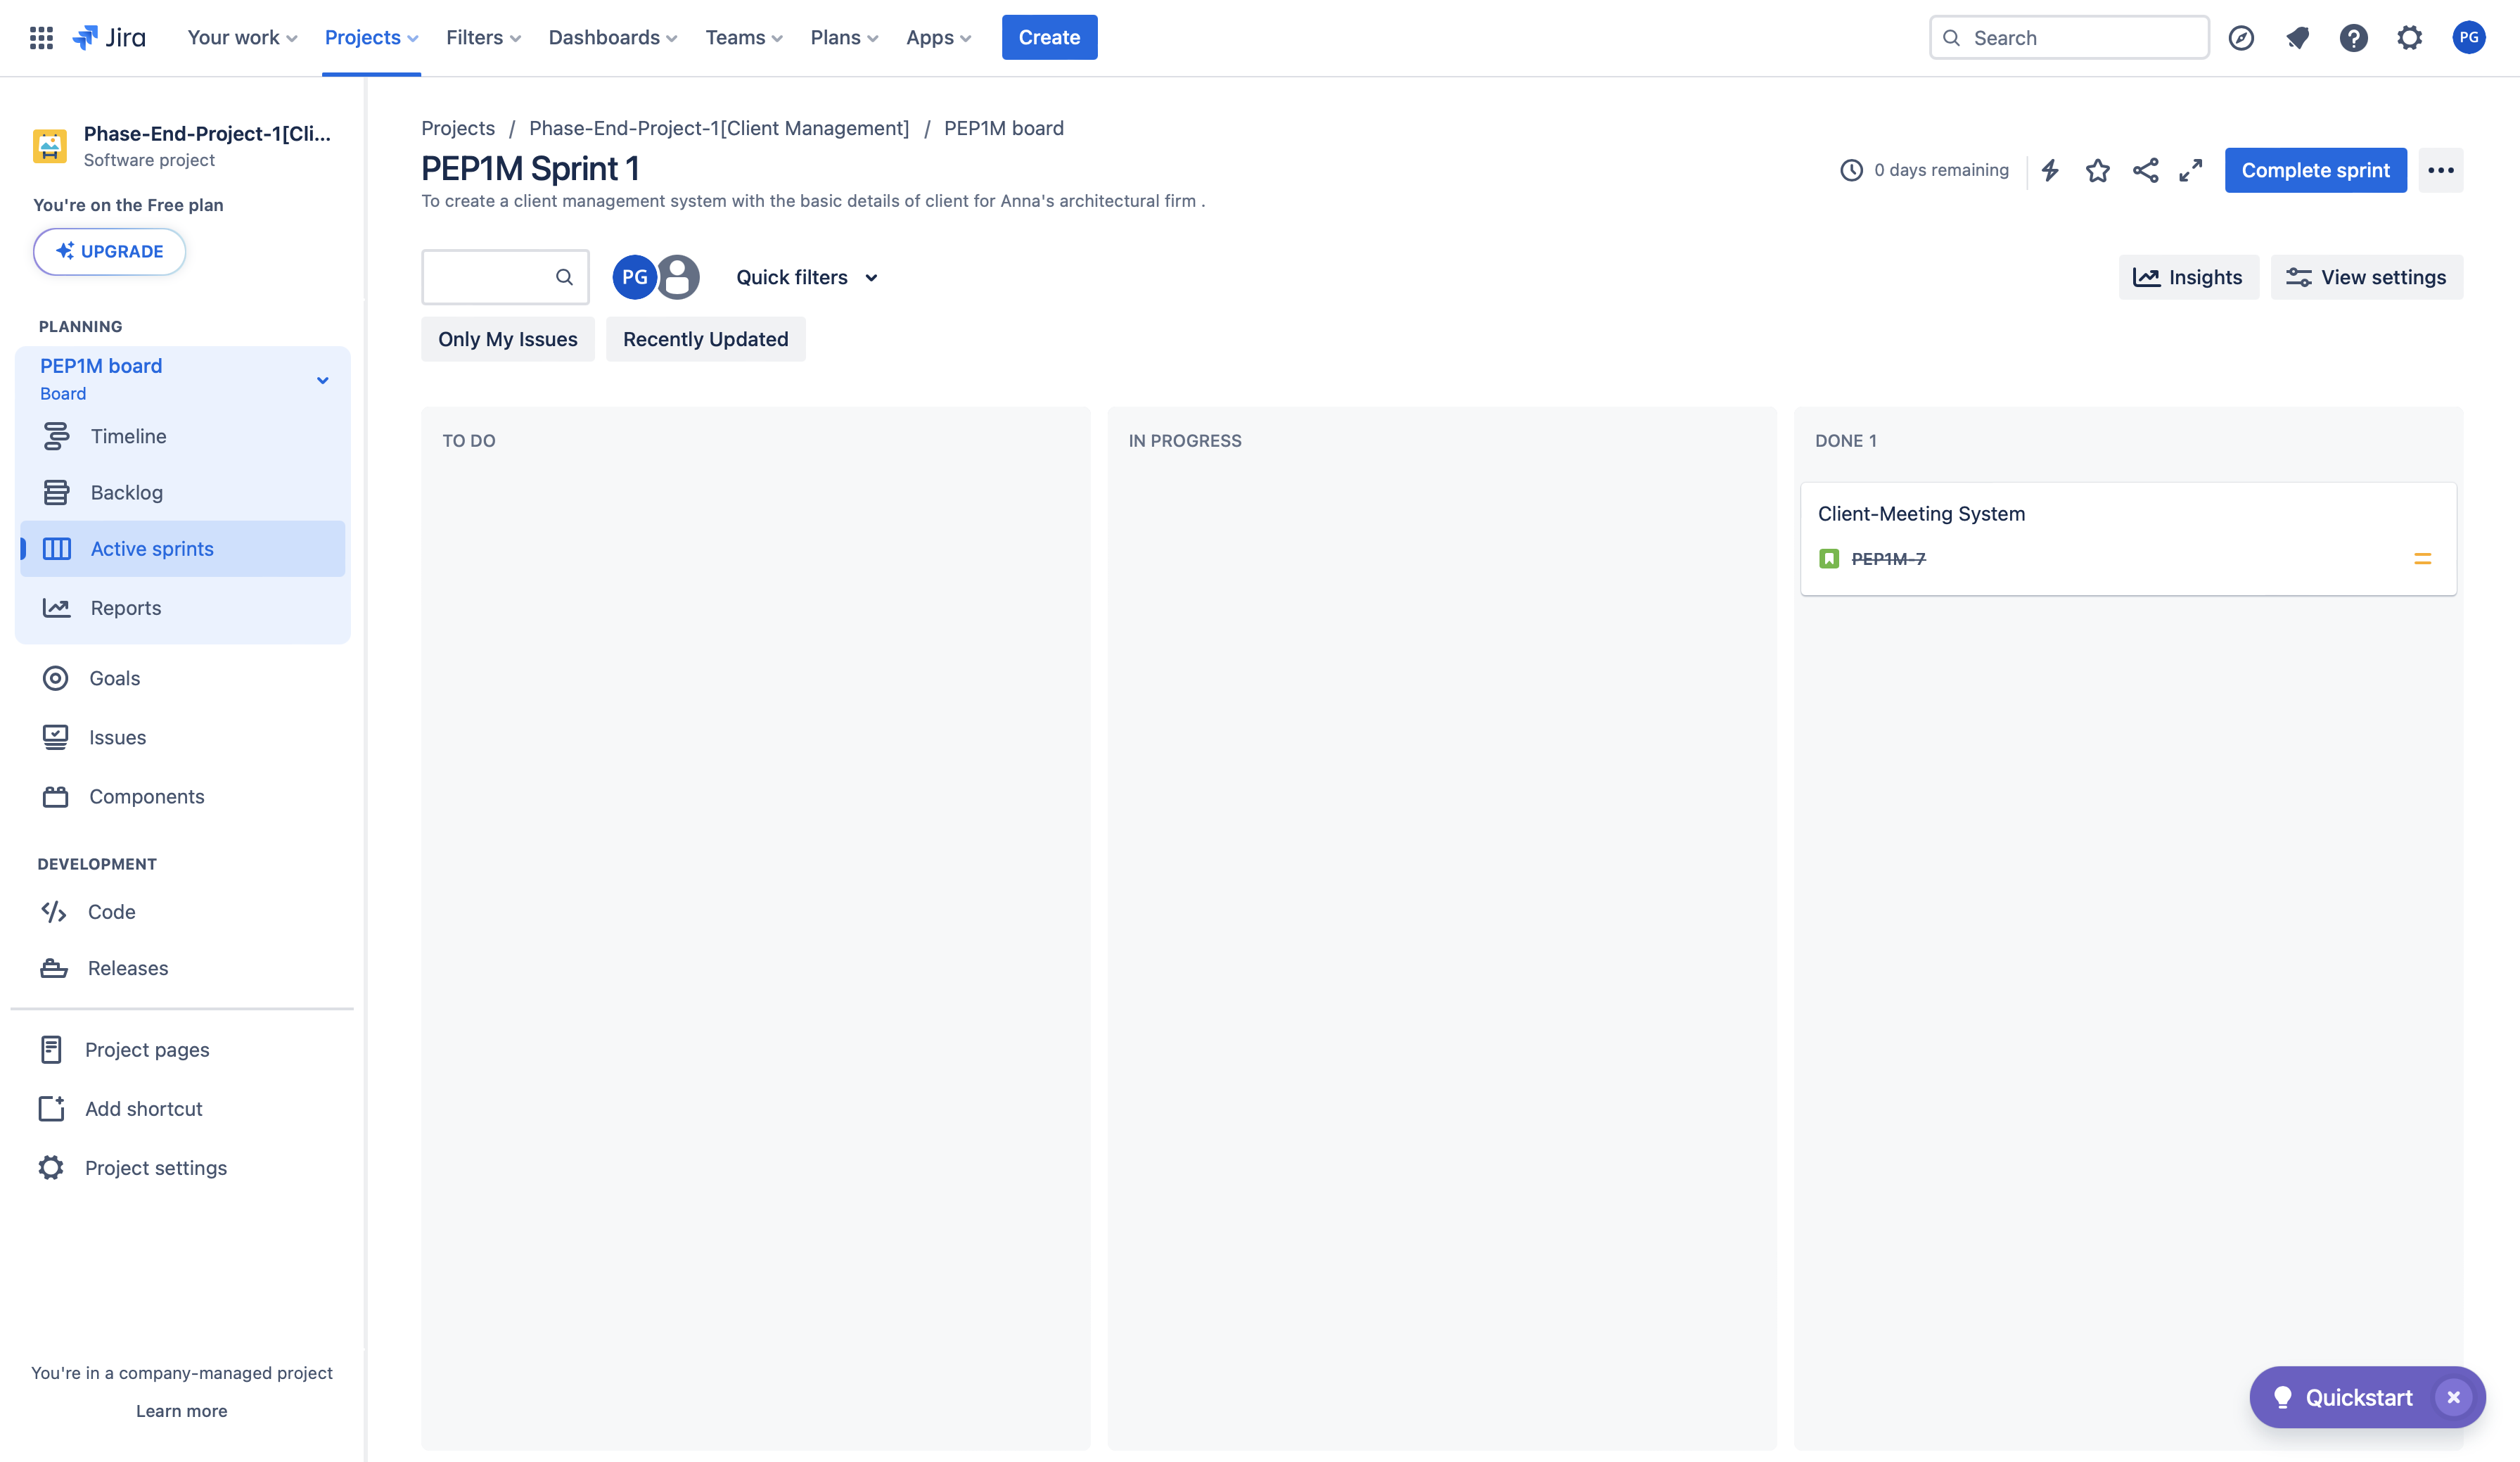 Jira
Your work
Projects
Filters
Dashboards
Teams
Plans
Apps
Create
Search
PG
Phase-End-Project-1[Cli...
Software project
You're on the Free plan
UPGRADE
PLANNING
PEP1M board
Board
Timeline
Backlog
Active sprints
Reports
Goals
Issues
Components
DEVELOPMENT
Code
Releases
Project pages
Add shortcut
Project settings
You're in a company-managed project
Learn more
Projects / Phase-End-Project-1[Client Management] / PEP1M board
PEP1M Sprint 1
To create a client management system with the basic details of client for Anna's architectural firm .
0 days remaining
Complete sprint
PG
Quick filters
Insights
View settings
Only My Issues
Recently Updated
TO DO
IN PROGRESS
DONE 1
Client-Meeting System
PEP1M-7
Quickstart